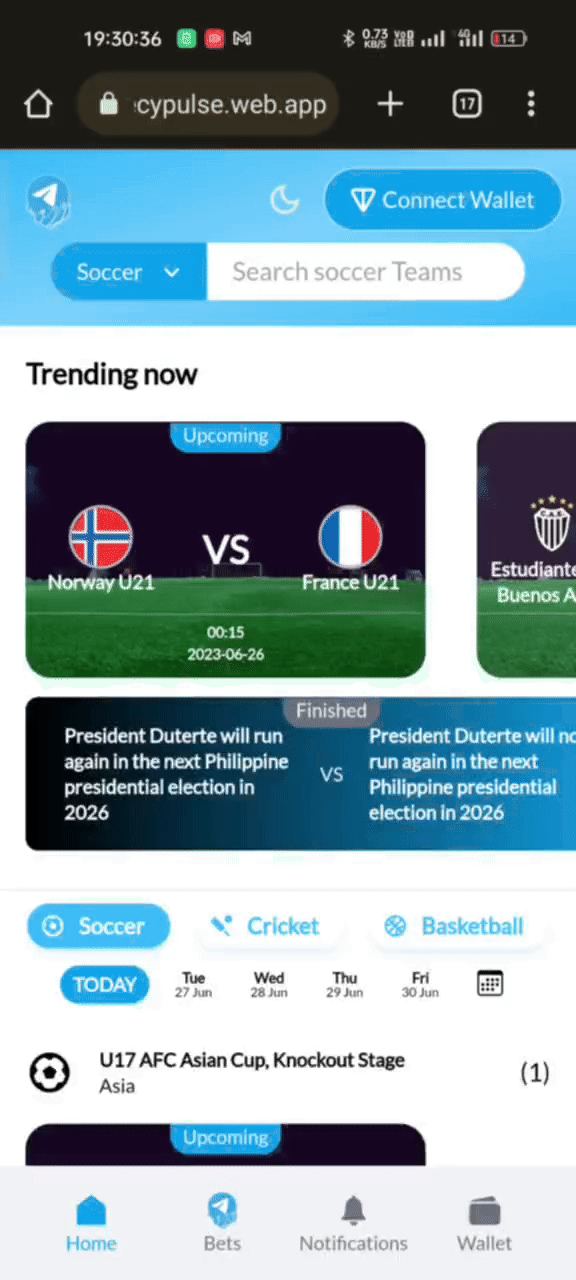 19:30:36
0.73 KB/S
VoD LTE
4G
14
cypulse.web.app
17
Connect Wallet
Soccer
Search soccer Teams
Trending now
Upcoming
Norway U21
VS
France U21
00:15
2023-06-26
Estudiante
Buenos A
Finished
President Duterte will run
again in the next Philippine
presidential election in
2026
VS
President Duterte will no
run again in the next
Philippine presidential
election in 2026
Soccer
Cricket
Basketball
TODAY
Tue
27 Jun
Wed
28 Jun
Thu
29 Jun
Fri
30 Jun
U17 AFC Asian Cup, Knockout Stage
Asia
(1)
Upcoming
Home
Bets
Notifications
Wallet